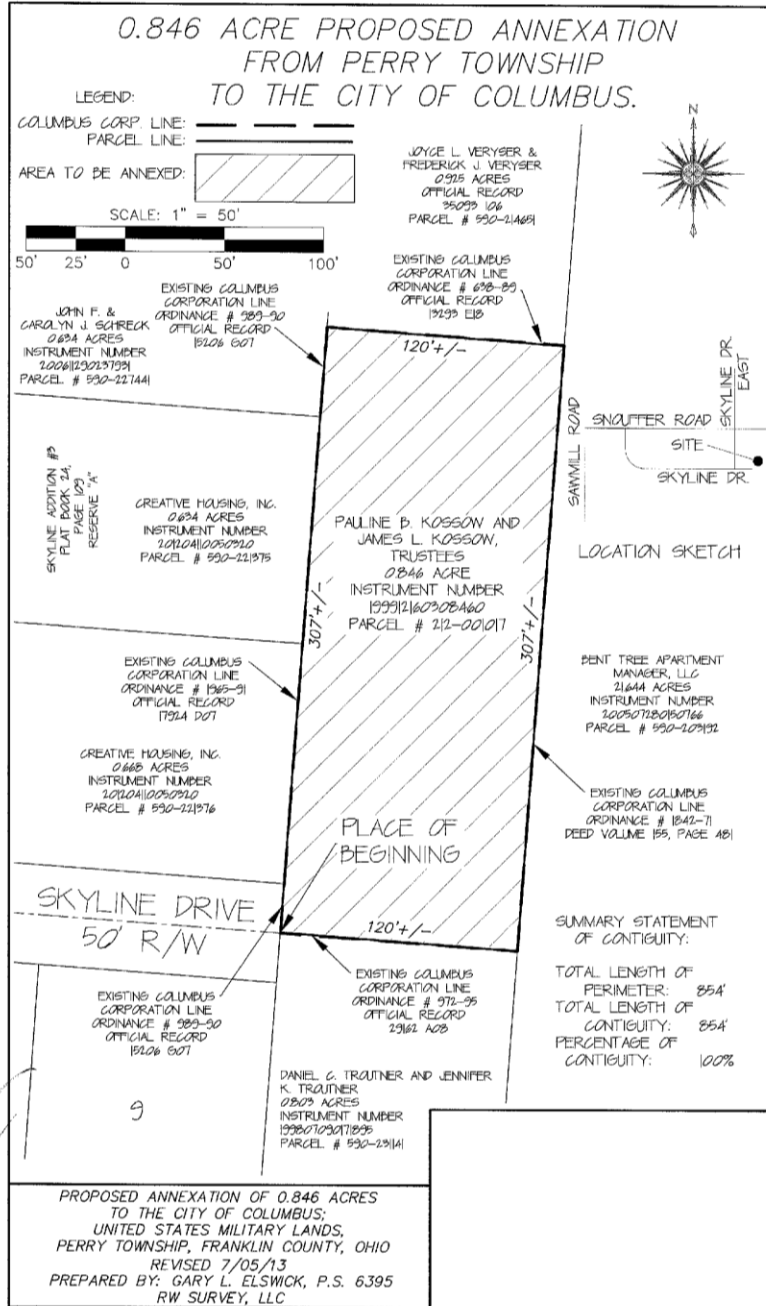 0.846 ACRE PROPOSED ANNEXATION
FROM PERRY TOWNSHIP
TO THE CITY OF COLUMBUS.
LEGEND:
COLUMBUS CORP. LINE:
PARCEL LINE:
AREA TO BE ANNEXED:
SCALE: 1" = 50'
50' 25' 0 50' 100'
N
JOYCE L. VERYSER &
FREDERICK J. VERYSER
0.925 ACRES
OFFICIAL RECORD
35093 I06
PARCEL # 590-214651
EXISTING COLUMBUS
CORPORATION LINE
ORDINANCE # 638-89
OFFICIAL RECORD
13293 E18
EXISTING COLUMBUS
CORPORATION LINE
ORDINANCE # 989-90
OFFICIAL RECORD
15206 G07
JOHN F. &
CAROLYN J. SCHRECK
0.634 ACRES
INSTRUMENT NUMBER
200611290237931
PARCEL # 590-227441
120'+/-
SKYLINE ADDITION #3
PLAT BOOK 24,
PAGE 109
RESERVE "A"
CREATIVE HOUSING, INC.
0.634 ACRES
INSTRUMENT NUMBER
201204110050320
PARCEL # 590-221375
PAULINE B. KOSSOW AND
JAMES L. KOSSOW,
TRUSTEES
0.846 ACRE
INSTRUMENT NUMBER
199912160308460
PARCEL # 212-001017
307'+/-
307'+/-
SAWMILL ROAD
SNOUFFER ROAD
SKYLINE DR.
EAST
SITE
SKYLINE DR.
LOCATION SKETCH
EXISTING COLUMBUS
CORPORATION LINE
ORDINANCE # 1965-91
OFFICIAL RECORD
17924 D07
BENT TREE APARTMENT
MANAGER, LLC
21.644 ACRES
INSTRUMENT NUMBER
200507280150766
PARCEL # 590-203192
CREATIVE HOUSING, INC.
0.668 ACRES
INSTRUMENT NUMBER
201204110050320
PARCEL # 590-221376
EXISTING COLUMBUS
CORPORATION LINE
ORDINANCE # 1842-71
DEED VOLUME 155, PAGE 481
PLACE OF
BEGINNING
SKYLINE DRIVE
50' R/W
120'+/-
EXISTING COLUMBUS
CORPORATION LINE
ORDINANCE # 972-95
OFFICIAL RECORD
29162 A08
EXISTING COLUMBUS
CORPORATION LINE
ORDINANCE # 989-90
OFFICIAL RECORD
15206 G07
SUMMARY STATEMENT
OF CONTIGUITY:
TOTAL LENGTH OF
PERIMETER: 854'
TOTAL LENGTH OF
CONTIGUITY: 854'
PERCENTAGE OF
CONTIGUITY: 100%
9
DANIEL C. TROUTNER AND JENNIFER
K. TROUTNER
0.803 ACRES
INSTRUMENT NUMBER
199807090171895
PARCEL # 590-231141
PROPOSED ANNEXATION OF 0.846 ACRES
TO THE CITY OF COLUMBUS;
UNITED STATES MILITARY LANDS,
PERRY TOWNSHIP, FRANKLIN COUNTY, OHIO
REVISED 7/05/13
PREPARED BY: GARY L. ELSWICK, P.S. 6395
RW SURVEY, LLC